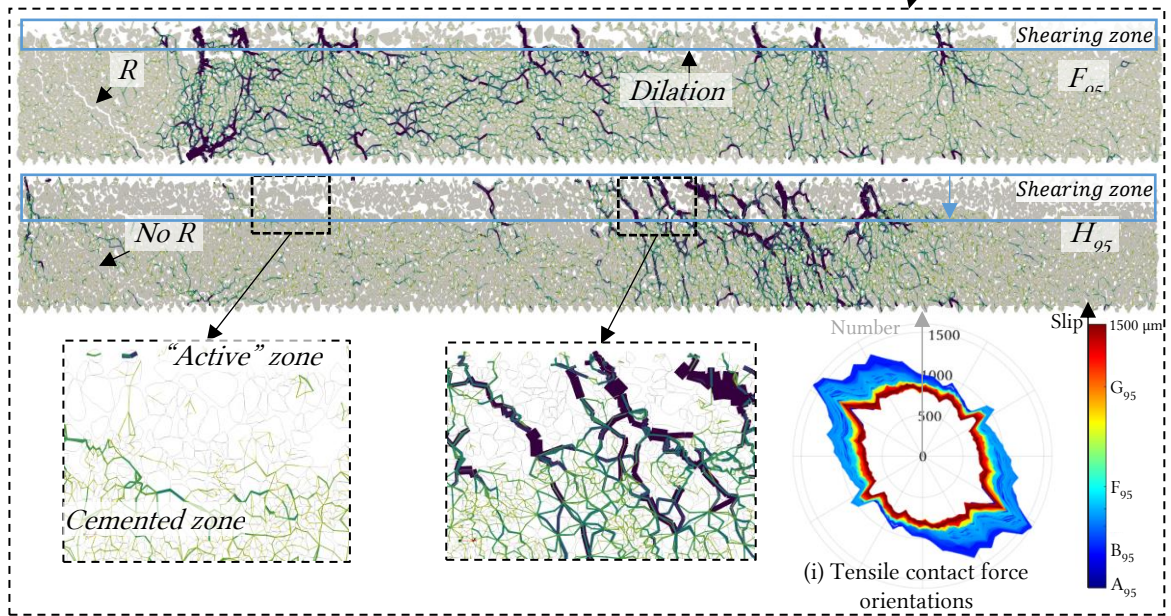 Shearing zone
R
Dilation
F95
Shearing zone
No R
H95
"Active" zone
Cemented zone
Number
1500
1000
500
0
Slip
1500 μm
G95
F95
B95
A95
(i) Tensile contact force
orientations